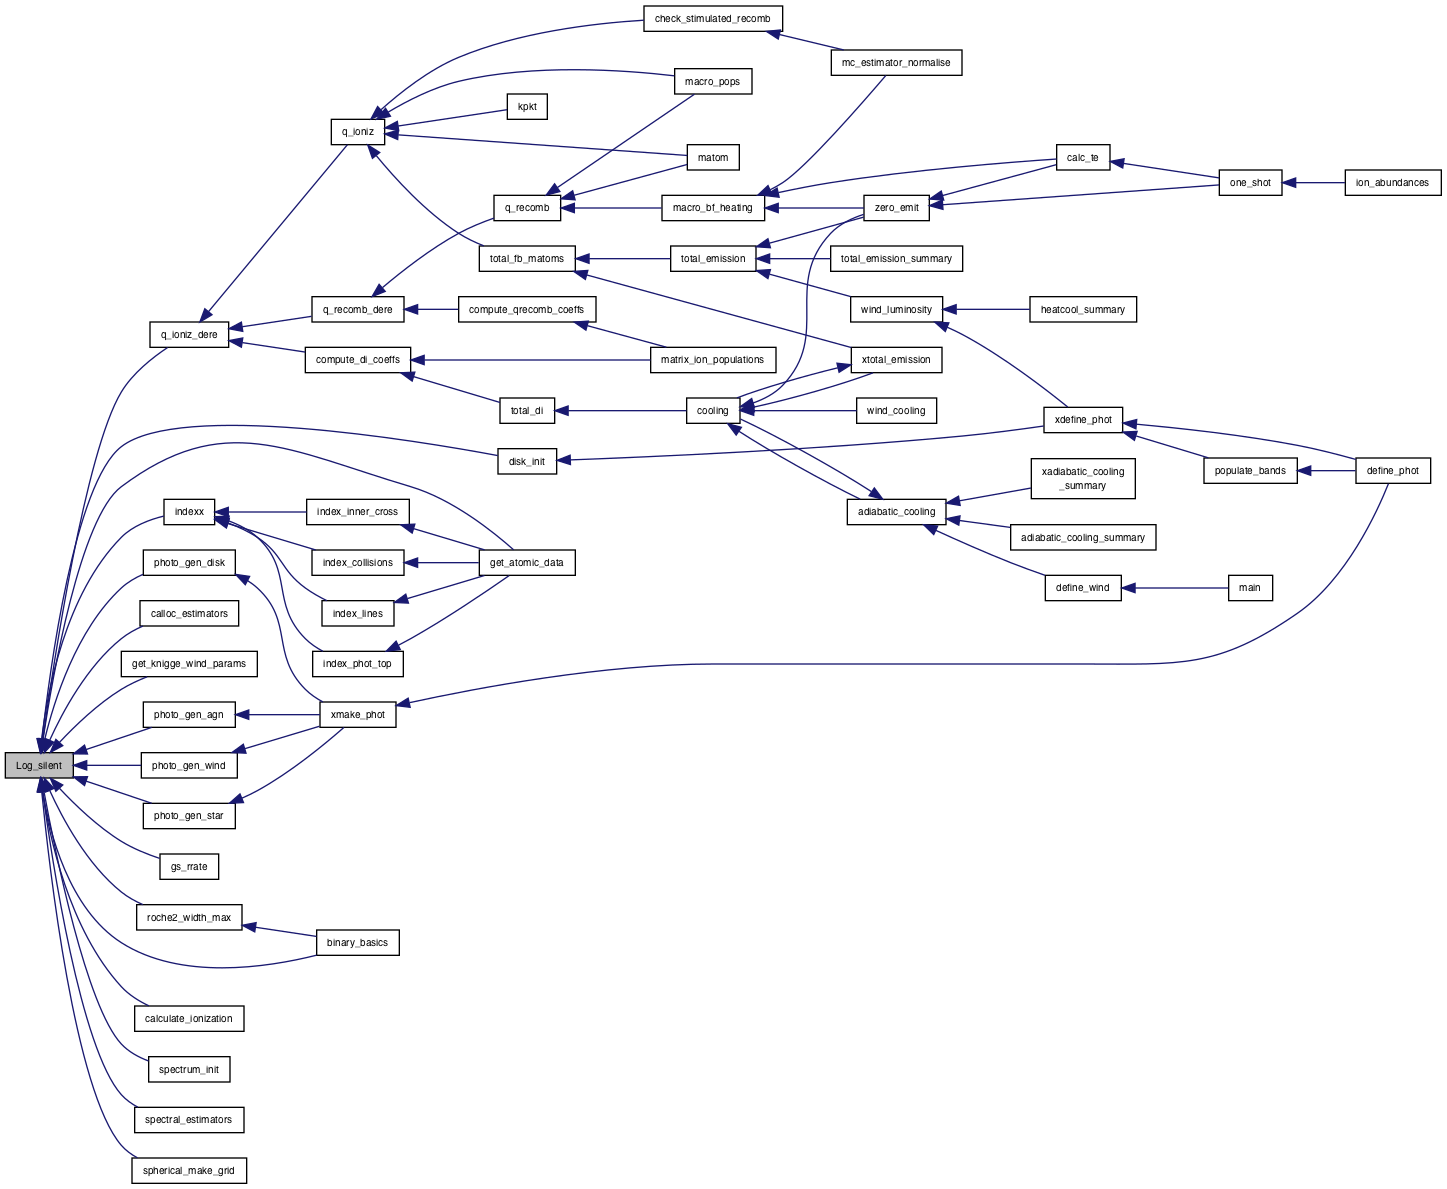 check_stimulated_recomb
mc_estimator_normalise
macro_pops
kpkt
q_ioniz
matom
calc_te
one_shot
ion_abundances
q_recomb
macro_bf_heating
zero_emit
total_fb_matoms
total_emission
total_emission_summary
q_recomb_dere
compute_qrecomb_coeffs
wind_luminosity
heatcool_summary
q_ioniz_dere
compute_di_coeffs
matrix_ion_populations
xtotal_emission
total_di
cooling
wind_cooling
xdefine_phot
disk_init
xadiabatic_cooling
_summary
populate_bands
define_phot
indexx
index_inner_cross
adiabatic_cooling
adiabatic_cooling_summary
photo_gen_disk
index_collisions
get_atomic_data
define_wind
main
calloc_estimators
index_lines
get_knigge_wind_params
index_phot_top
photo_gen_agn
xmake_phot
Log_silent
photo_gen_wind
photo_gen_star
gs_rrate
roche2_width_max
binary_basics
calculate_ionization
spectrum_init
spectral_estimators
spherical_make_grid